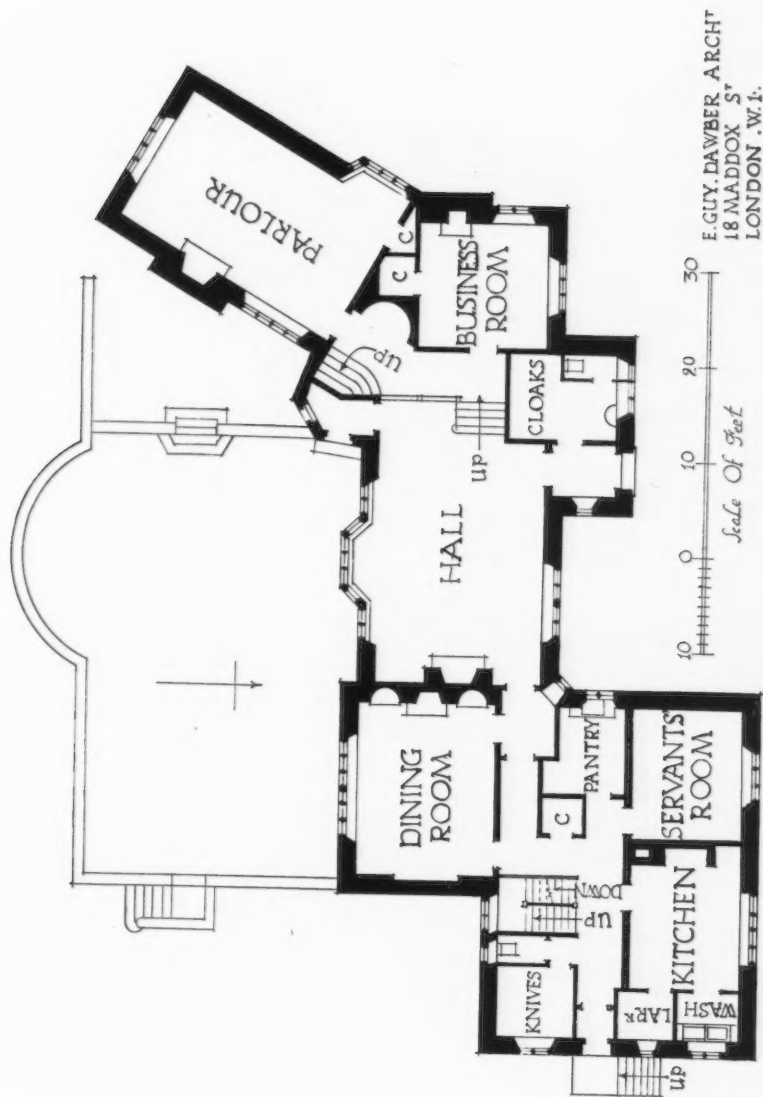 PARLOUR
C
C
BUSINESS
ROOM
UP
CLOAKS
UP
HALL
DINING
ROOM
PANTRY
C
SERVANTS'
ROOM
DOWN
UP
KITCHEN
KNIVES
LARR
WASH
UP
10 0 10 20 30
Scale Of Feet
E.GUY.DAWBER ARCHT
18 MADDOX ST
LONDON .W.1.